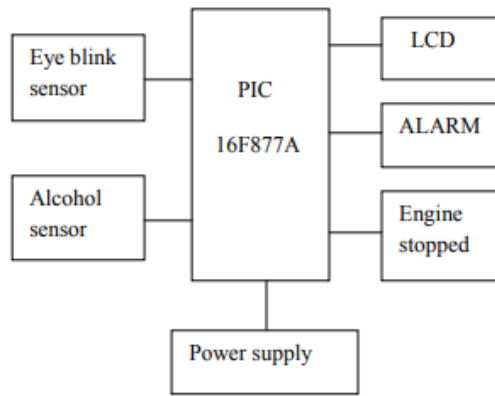 Eye blink
sensor
Alcohol
sensor
PIC
16F877A
LCD
ALARM
Engine
stopped
Power supply